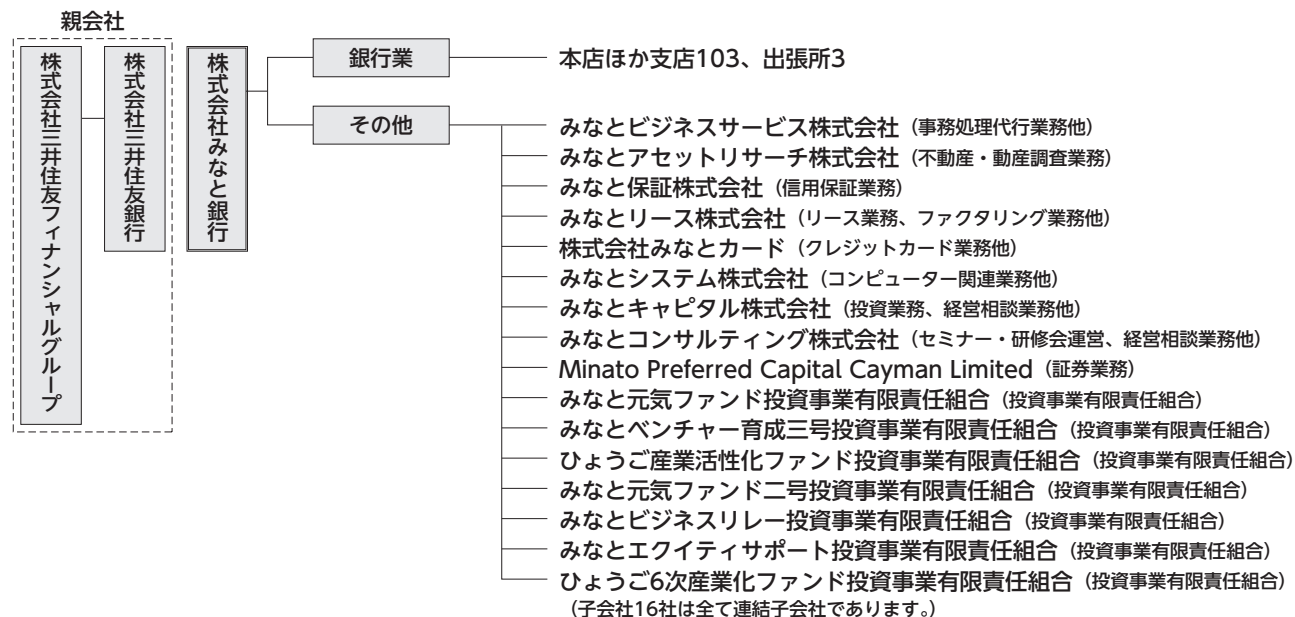 親会社
株式会社三井住友フィナンシャルグループ
株式会社三井住友銀行
株式会社みなと銀行
銀行業
本店ほか支店103、出張所3
その他
みなとビジネスサービス株式会社（事務処理代行業務他）
みなとアセットリサーチ株式会社（不動産・動産調査業務）
みなと保証株式会社（信用保証業務）
みなとリース株式会社（リース業務、ファクタリング業務他）
株式会社みなとカード（クレジットカード業務他）
みなとシステム株式会社（コンピューター関連業務他）
みなとキャピタル株式会社（投資業務、経営相談業務他）
みなとコンサルティング株式会社（セミナー・研修会運営、経営相談業務他）
Minato Preferred Capital Cayman Limited（証券業務）
みなと元気ファンド投資事業有限責任組合（投資事業有限責任組合）
みなとベンチャー育成三号投資事業有限責任組合（投資事業有限責任組合）
ひょうご産業活性化ファンド投資事業有限責任組合（投資事業有限責任組合）
みなと元気ファンド二号投資事業有限責任組合（投資事業有限責任組合）
みなとビジネスリレー投資事業有限責任組合（投資事業有限責任組合）
みなとエクイティサポート投資事業有限責任組合（投資事業有限責任組合）
ひょうご6次産業化ファンド投資事業有限責任組合（投資事業有限責任組合）
（子会社16社は全て連結子会社であります。）